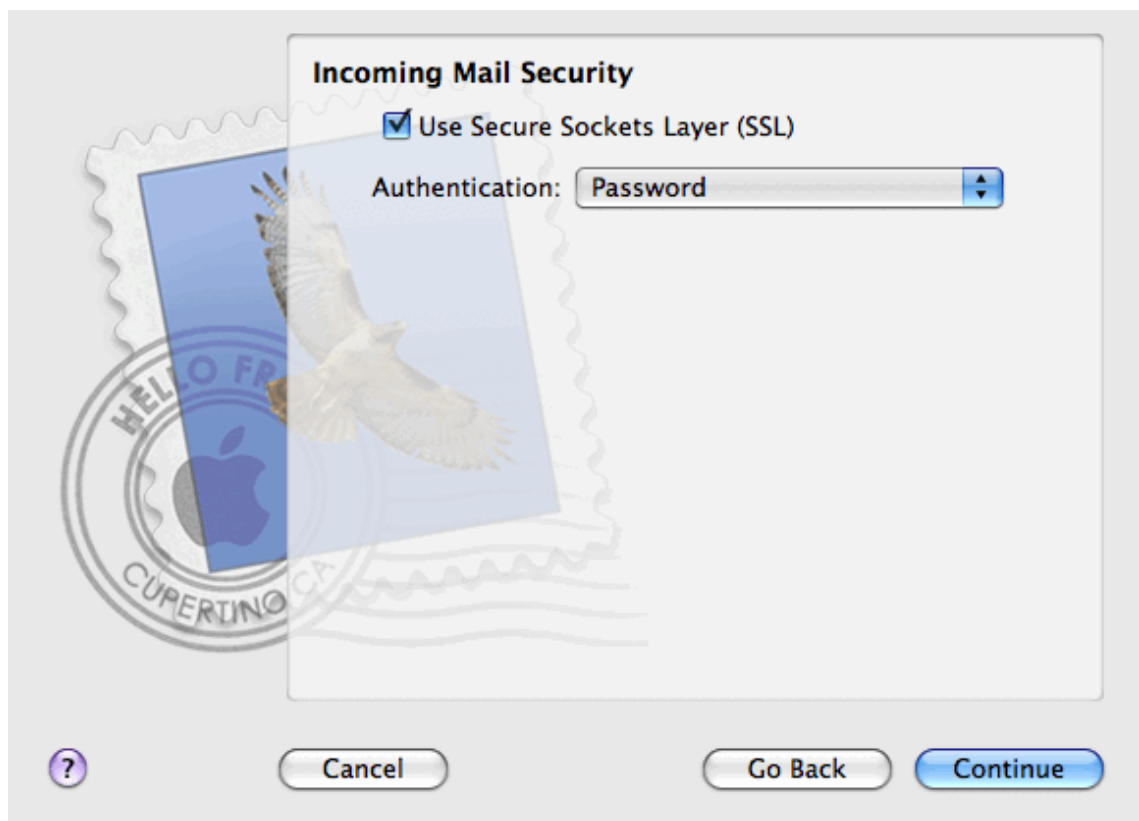 Incoming Mail Security
Use Secure Sockets Layer (SSL)
Authentication: Password
HELLO FR
CUPERTINO CA
? Cancel Go Back Continue